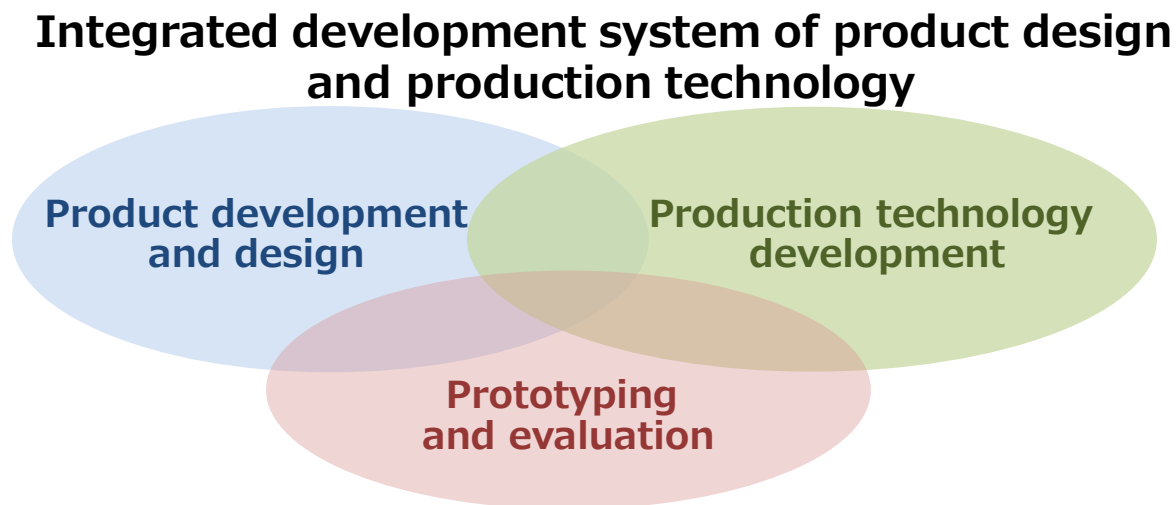 Integrated development system of product design
and production technology
Product development
and design
Production technology
development
Prototyping
and evaluation